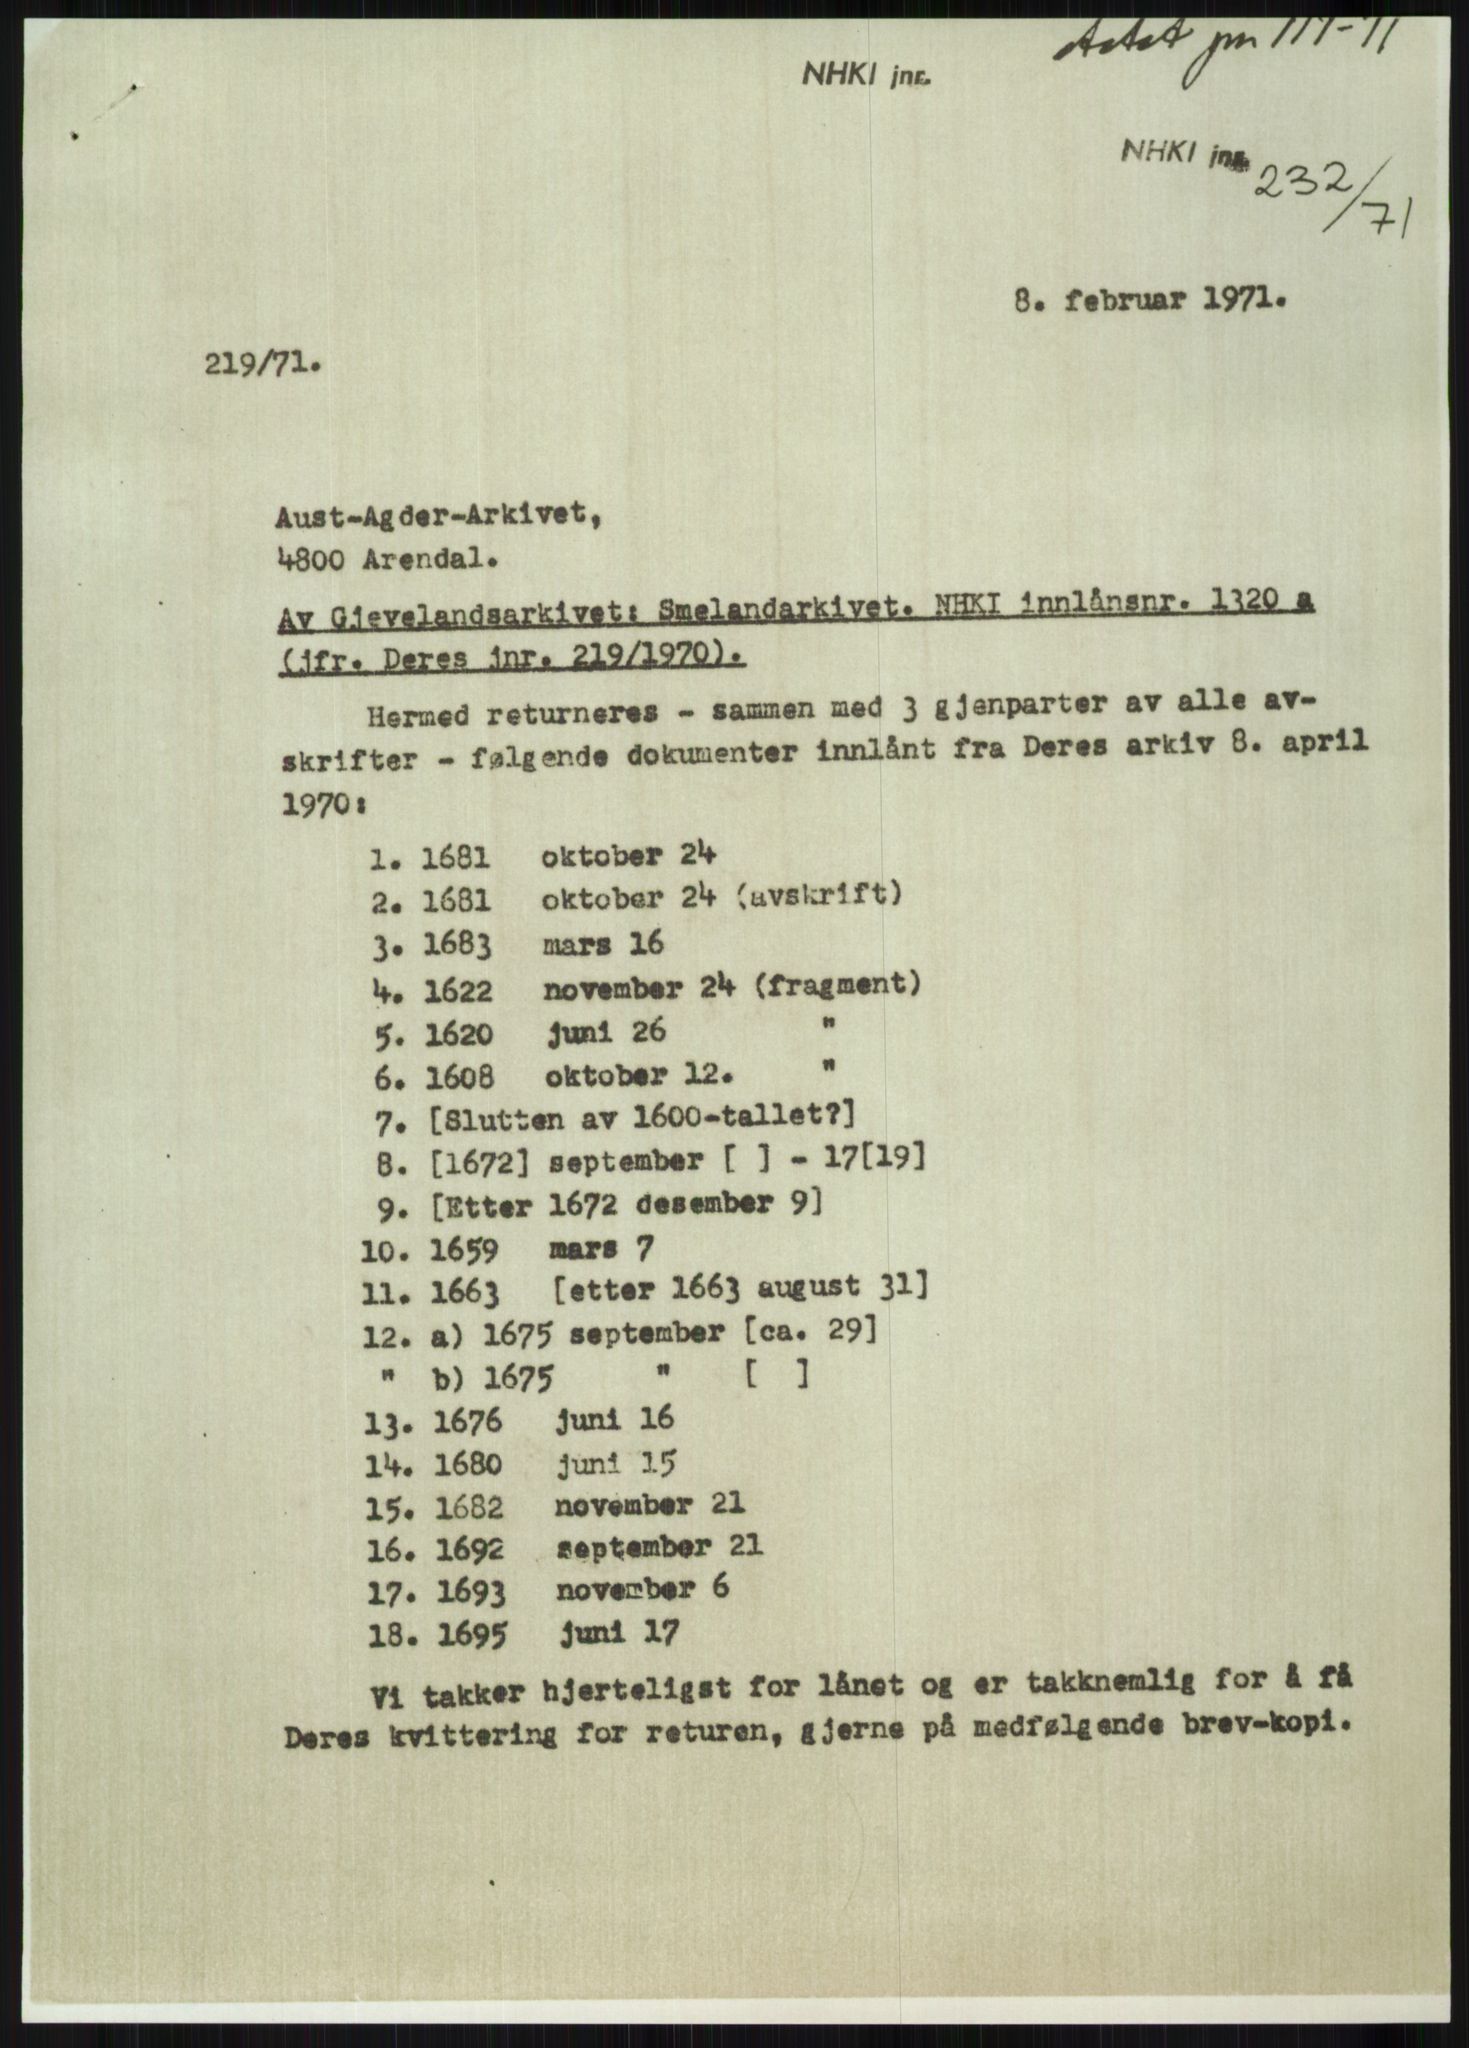 NHKI jnr.
NHKI jnr.
232/71
8. februar 1971.
219/71.
Aust-Agder-Arkivet,
4800 Arendal.
Av Gjevelandsarkivet: Smelandarkivet. NHKI innlånsnr. 1320 a
(jfr. Deres jnr. 219/1970).
Hermed returneres - sammen med 3 gjenparter av alle av-
skrifter - følgende dokumenter innlånt fra Deres arkiv 8. april
1970:
1. 1681 oktober 24
2. 1681 oktober 24 (avskrift)
3. 1683 mars 16
4. 1622 november 24 (fragment)
5. 1620 juni 26 "
6. 1608 oktober 12. "
7. [Slutten av 1600-tallet?]
8. [1672] september [ ] - 17[19]
9. [Etter 1672 desember 9]
10. 1659 mars 7
11. 1663 [etter 1663 august 31]
12. a) 1675 september [ca. 29]
" b) 1675 " [ ]
13. 1676 juni 16
14. 1680 juni 15
15. 1682 november 21
16. 1692 september 21
17. 1693 november 6
18. 1695 juni 17
Vi takker hjerteligst for lånet og er takknemlig for å få
Deres kvittering for returen, gjerne på medfølgende brev-kopi.